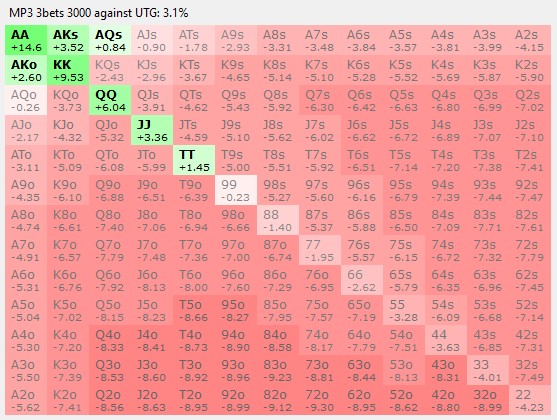 MP3 3bets 3000 against UTG: 3.1%
AA AKs AQs AJs ATs A9s A8s A7s A6s A5s A4s A3s A2s
+14.6 +3.52 +0.84 -0.90 -1.78 -2.93 -3.31 -3.48 -3.84 -3.71 -3.81 -3.99 -4.15
AKo KK KQs KJs KTs K9s K8s K7s K6s K5s K4s K3s K2s
+2.60 +9.53 -2.43 -2.96 -3.67 -4.65 -5.14 -5.10 -5.28 -5.52 -5.69 -5.87 -5.90
AQo KQo QQ QJs QTs Q9s Q8s Q7s Q6s Q5s Q4s Q3s Q2s
-0.26 -3.73 +6.04 -3.91 -4.62 -5.43 -5.92 -6.30 -6.42 -6.63 -6.80 -6.99 -7.02
AJo KJo QJo JJ JTs J9s J8s J7s J6s J5s J4s J3s J2s
-2.17 -4.32 -5.32 +3.36 -4.59 -5.10 -5.62 -6.02 -6.62 -6.72 -6.89 -7.07 -7.10
ATo KTo QTo JTo TT T9s T8s T7s T6s T5s T4s T3s T2s
-3.11 -5.09 -6.08 -5.99 +1.45 -5.00 -5.51 -5.92 -6.51 -7.14 -7.20 -7.38 -7.41
A9o K9o Q9o J9o T9o 99 98s 97s 96s 95s 94s 93s 92s
-4.35 -6.10 -6.88 -6.51 -6.39 -0.23 -5.27 -5.60 -6.16 -6.79 -7.39 -7.44 -7.47
A8o K8o Q8o J8o T8o 98o 88 87s 86s 85s 84s 83s 82s
-4.74 -6.61 -7.40 -7.06 -6.94 -6.66 -1.40 -5.37 -5.88 -6.50 -7.09 -7.71 -7.61
A7o K7o Q7o J7o T7o 97o 87o 77 76s 75s 74s 73s 72s
-4.91 -6.57 -7.79 -7.48 -7.36 -7.00 -6.74 -1.95 -5.57 -6.15 -6.72 -7.32 -7.79
A6o K6o Q6o J6o T6o 96o 86o 76o 66 65s 64s 63s 62s
-5.31 -6.76 -7.92 -8.13 -8.00 -7.60 -7.29 -6.95 -2.62 -5.79 -6.35 -6.96 -7.45
A5o K5o Q5o J5o T5o 95o 85o 75o 65o 55 54s 53s 52s
-5.04 -7.02 -8.15 -8.23 -8.66 -8.27 -7.95 -7.57 -7.19 -3.28 -6.09 -6.68 -7.14
A4o K4o Q4o J4o T4o 94o 84o 74o 64o 54o 44 43s 42s
-5.30 -7.20 -8.33 -8.41 -8.73 -8.90 -8.58 -8.17 -7.79 -7.51 -3.63 -6.85 -7.31
A3o K3o Q3o J3o T3o 93o 83o 73o 63o 53o 43o 33 32s
-5.50 -7.39 -8.53 -8.60 -8.92 -8.96 -9.23 -8.81 -8.44 -8.13 -8.31 -4.01 -7.49
A2o K2o Q2o J2o T2o 92o 82o 72o 62o 52o 42o 32o 22
-5.62 -7.41 -8.56 -8.63 -8.95 -8.99 -9.12 -9.30 -8.95 -8.62 -8.80 -8.99 -4.23